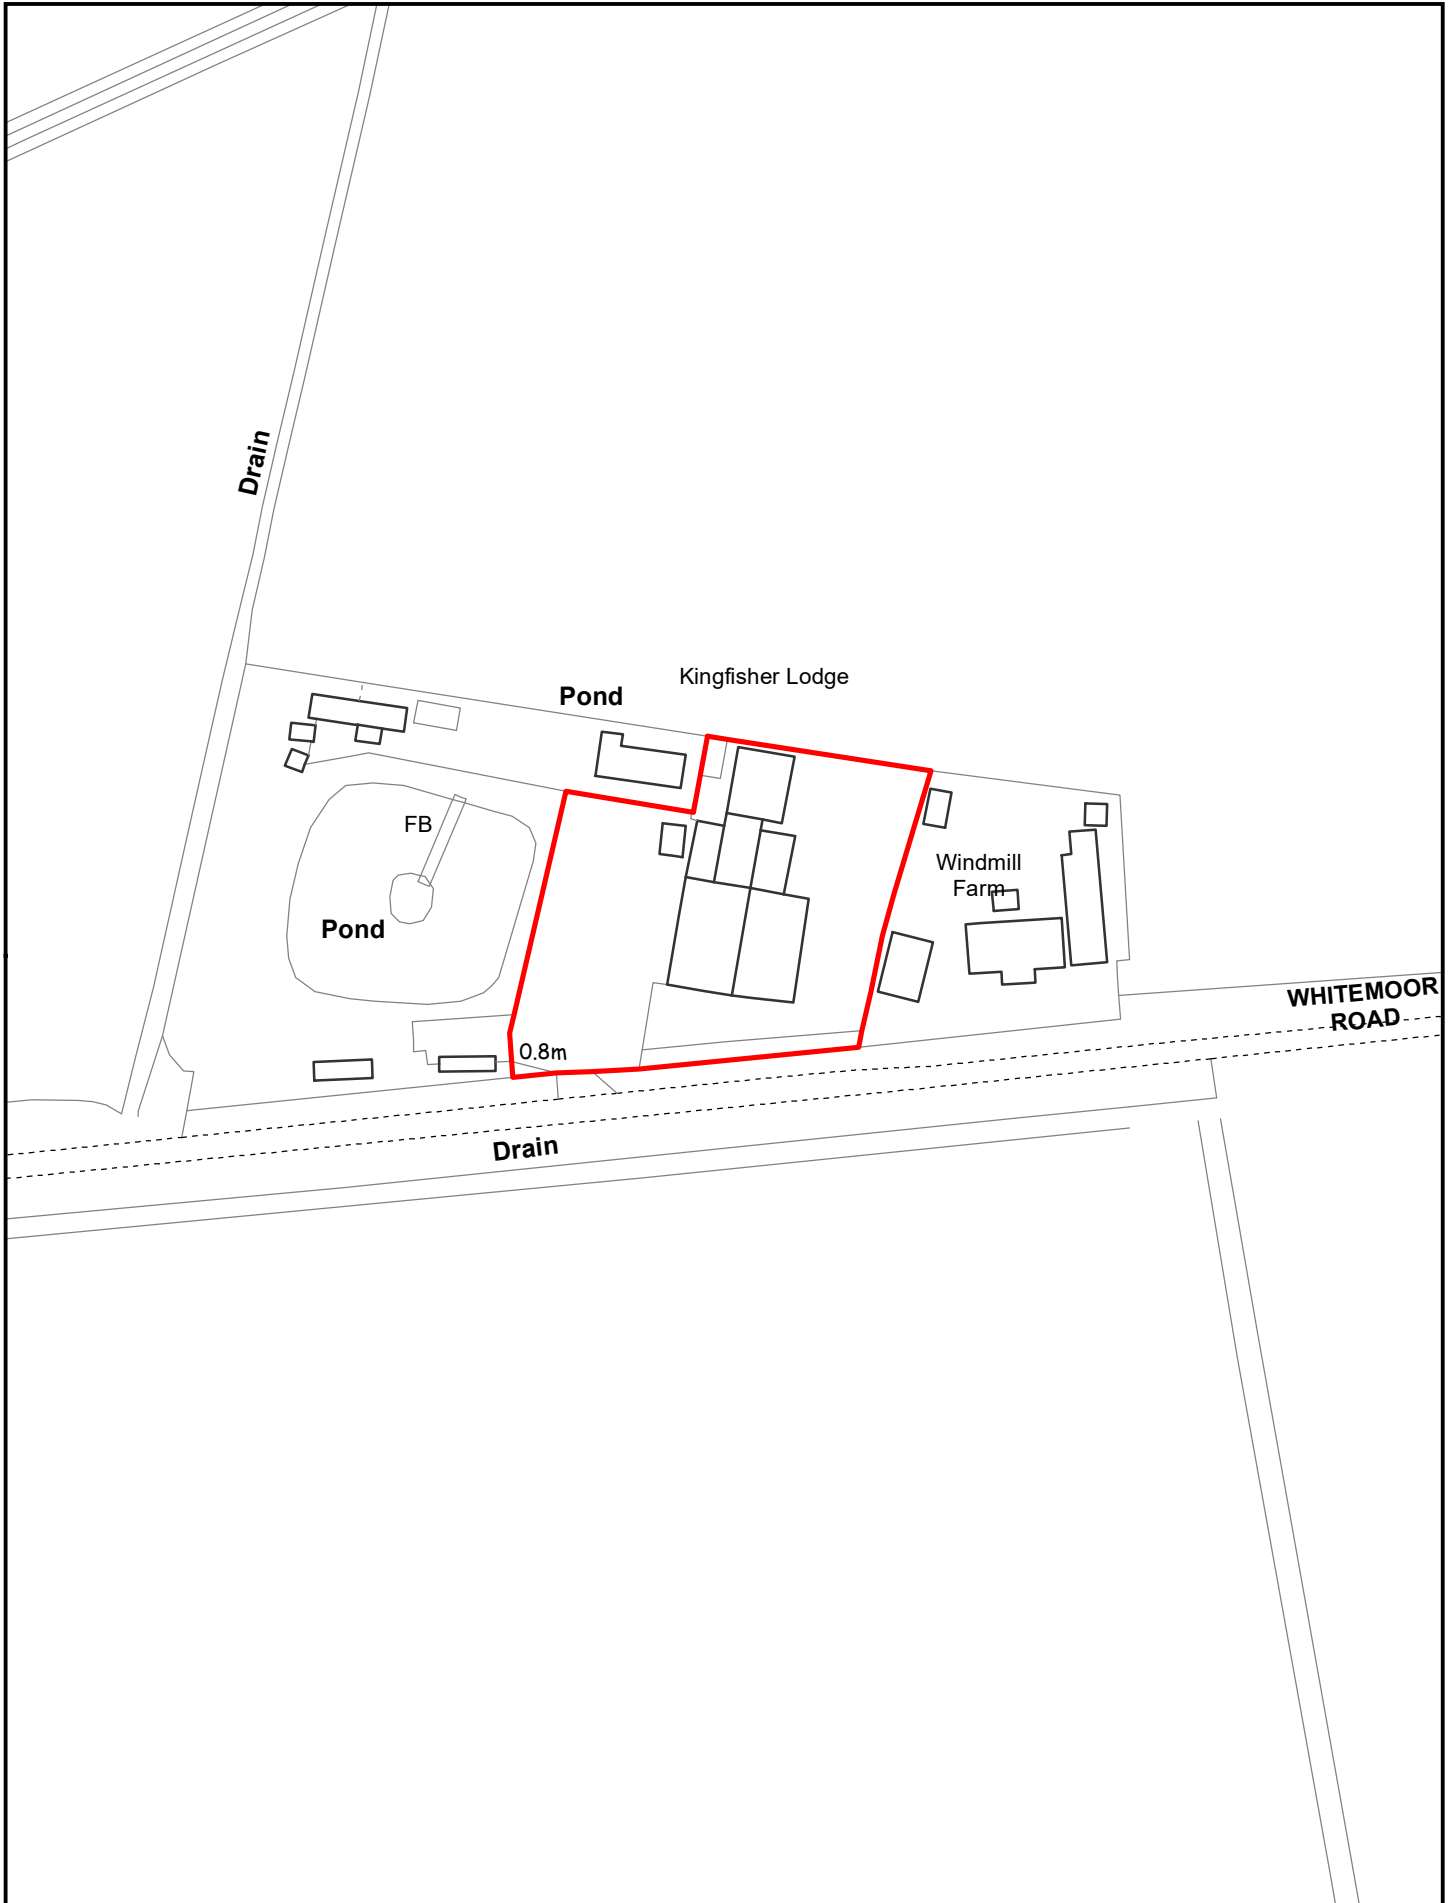 Drain
Kingfisher Lodge
Pond
FB
Windmill
Farm
Pond
WHITEMOOR
ROAD
0.8m
Drain